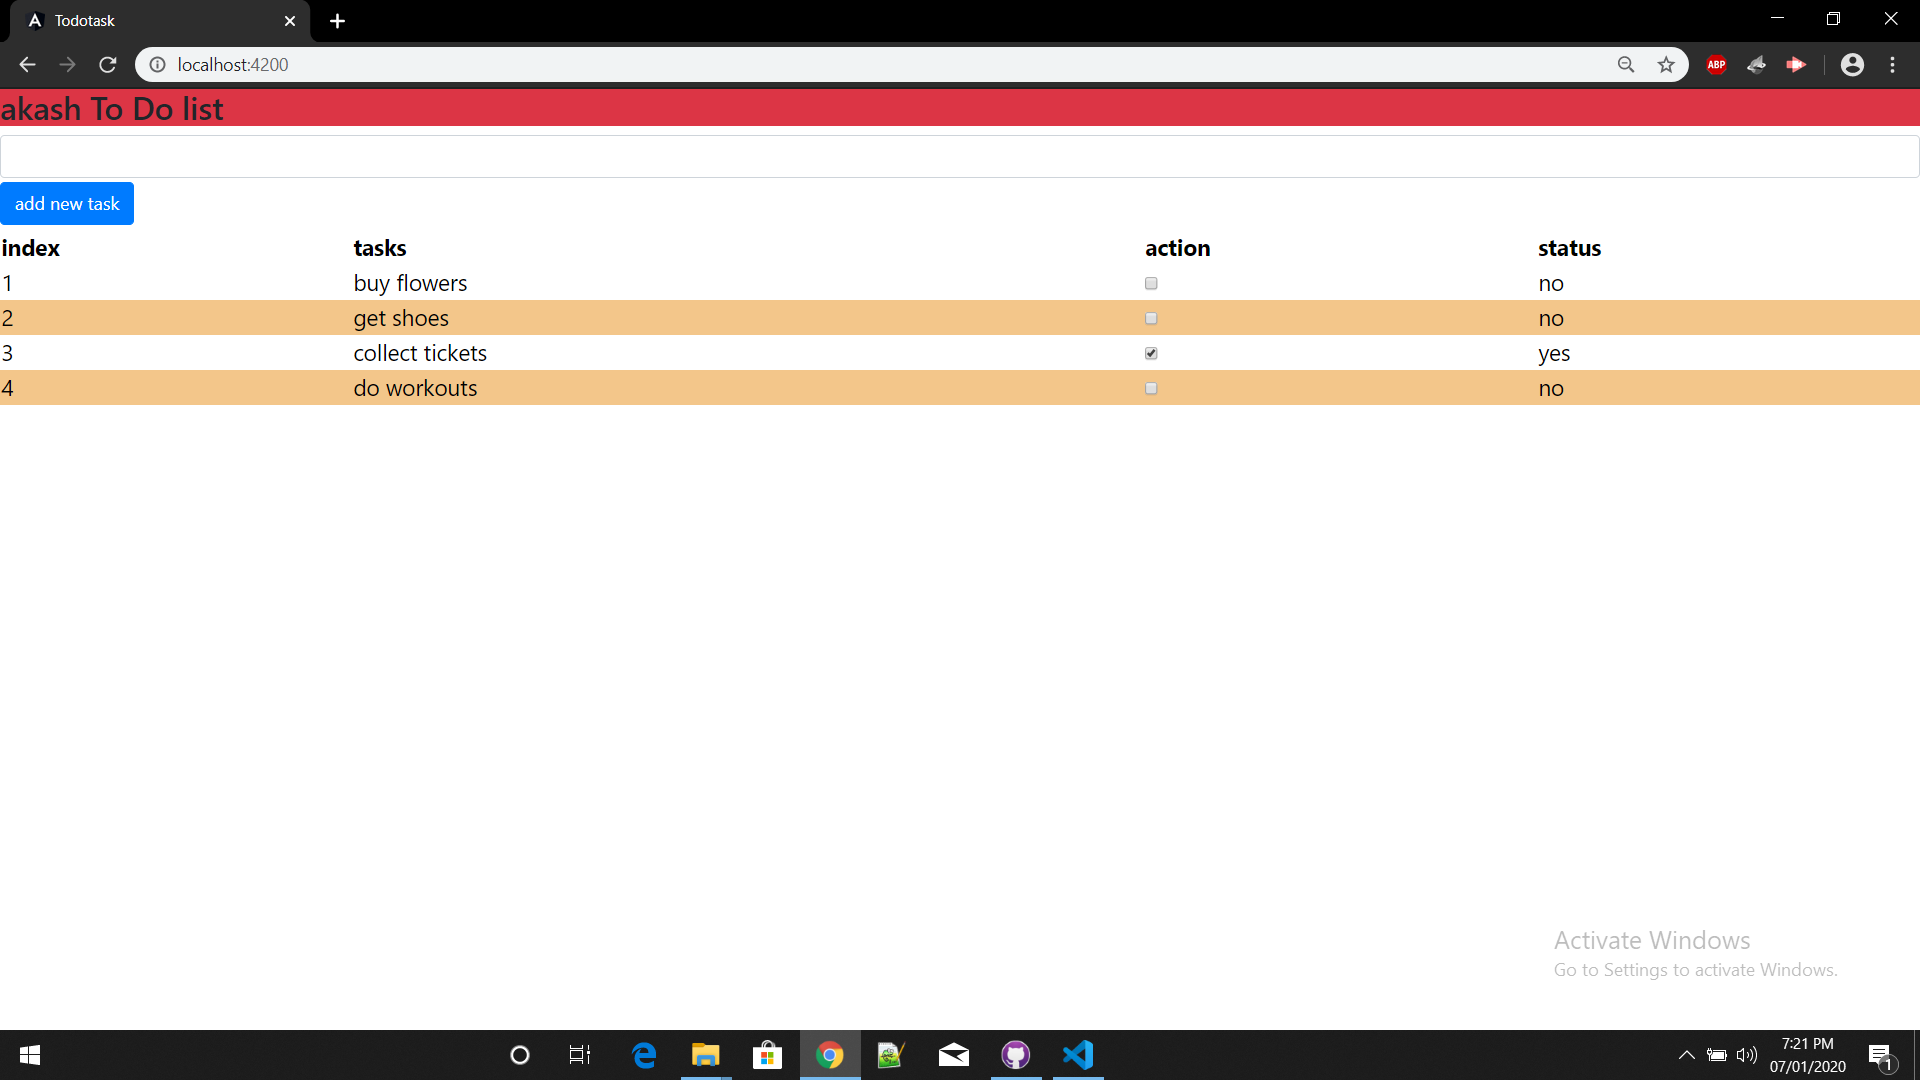 Todotask
localhost:4200
ABP
akash To Do list
add new task
index tasks action status
1 buy flowers no
2 get shoes no
3 collect tickets yes
4 do workouts no
Activate Windows
Go to Settings to activate Windows.
7:21 PM
07/01/2020
1